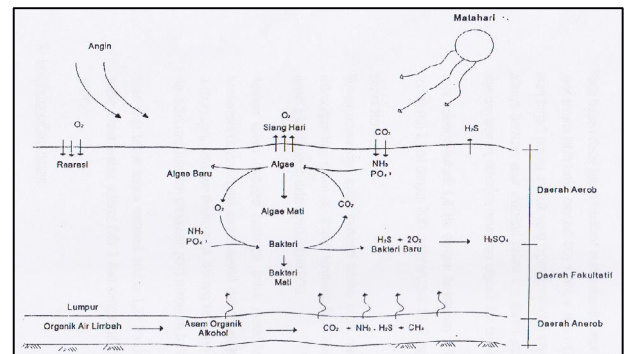 Matahari
Angin
O₂
Siang Hari
O₂
CO₂
H₂S
Raarasi
Algae Baru
Algae
NH₃
PO₄
Daerah Aerob
O₂
Algae Mati
CO₂
NH₃
PO₄
Bakteri
H₂S + 2O₂
Bakteri Baru
H₂SO₄
Bakteri
Mati
Daerah Fakultatif
Lumpur
Organik Air Limbah
Asam Organik
Alkohol
CO₂ + NH₃ . H₂S + CH₄
Daerah Anerob